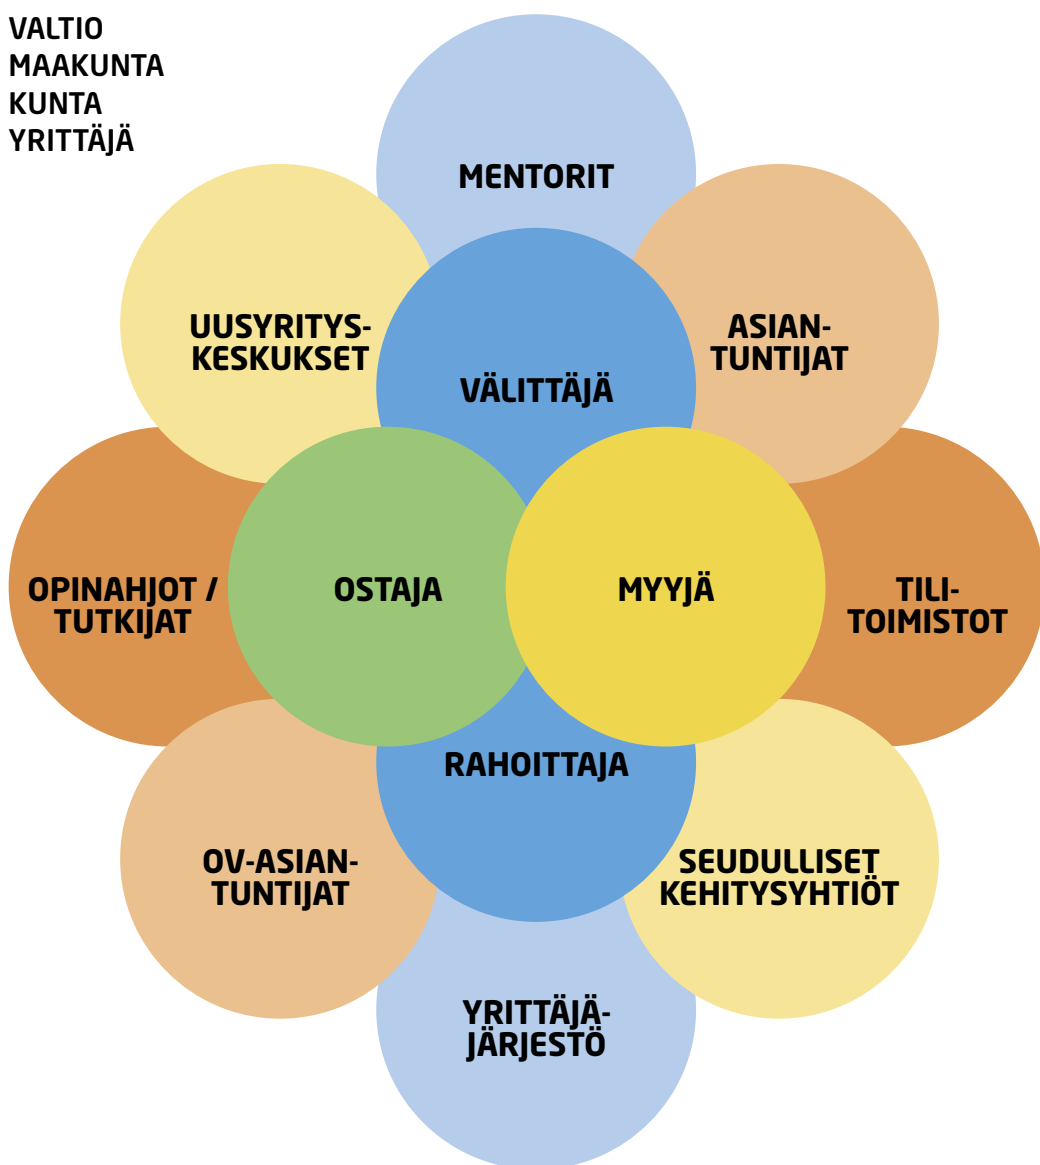 VALTIO
MAAKUNTA
KUNTA
YRITTÄJÄ
MENTORIT
UUSYRITYS-
KESKUKSET
ASIAN-
TUNTIJAT
VÄLITTÄJÄ
OPINAHJOT /
TUTKIJAT
OSTAJA
MYYJÄ
TILI-
TOIMISTOT
RAHOITTAJA
OV-ASIAN-
TUNTIJAT
SEUDULLISET
KEHITYSYHTIÖT
YRITTÄJÄ-
JÄRJESTÖ